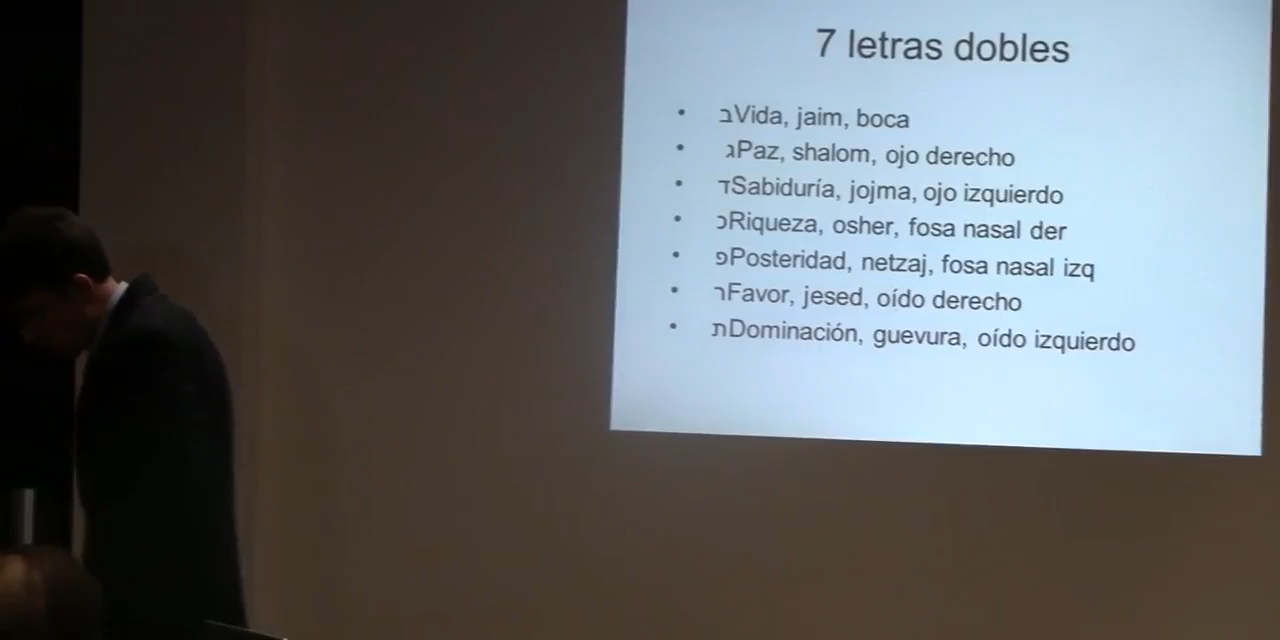 7 letras dobles
• בVida, jaim, boca
• גPaz, shalom, ojo derecho
• דSabiduría, jojma, ojo izquierdo
• כRiqueza, osher, fosa nasal der
• פPosteridad, netzaj, fosa nasal izq
• רFavor, jesed, oído derecho
• תDominación, guevura, oído izquierdo